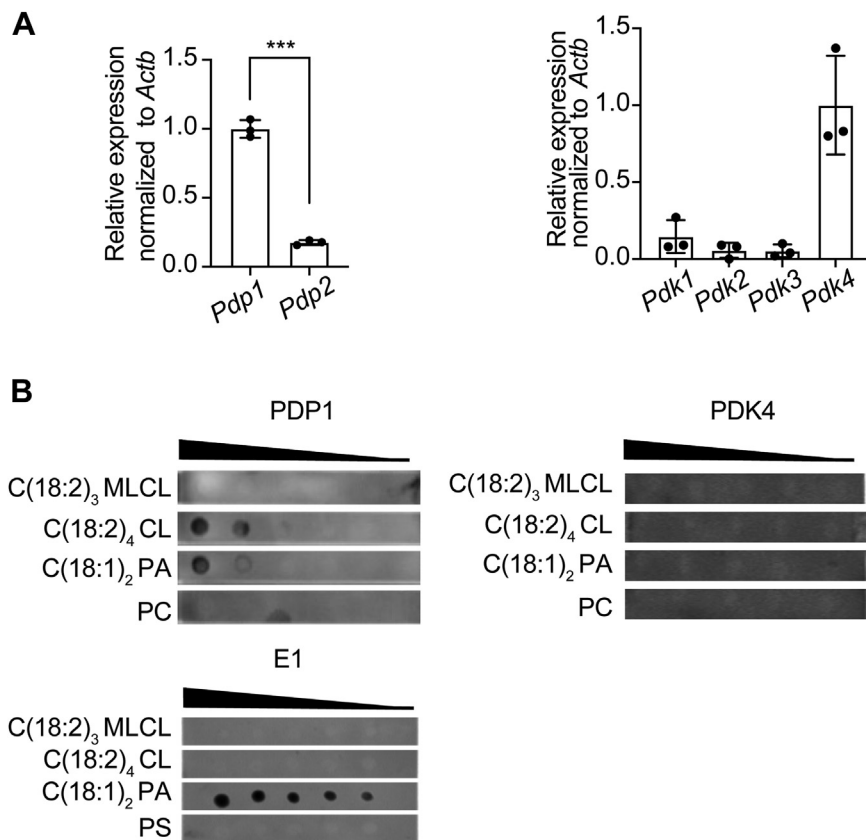 A
Relative expression
normalized to Actb
1.5
1.0
0.5
0.0
***
Pdp1
Pdp2
Relative expression
normalized to Actb
1.5
1.0
0.5
0.0
Pdk1
Pdk2
Pdk3
Pdk4
B
PDP1
C(18:2)₃ MLCL
C(18:2)₄ CL
C(18:1)₂ PA
PC
PDK4
C(18:2)₃ MLCL
C(18:2)₄ CL
C(18:1)₂ PA
PC
E1
C(18:2)₃ MLCL
C(18:2)₄ CL
C(18:1)₂ PA
PS